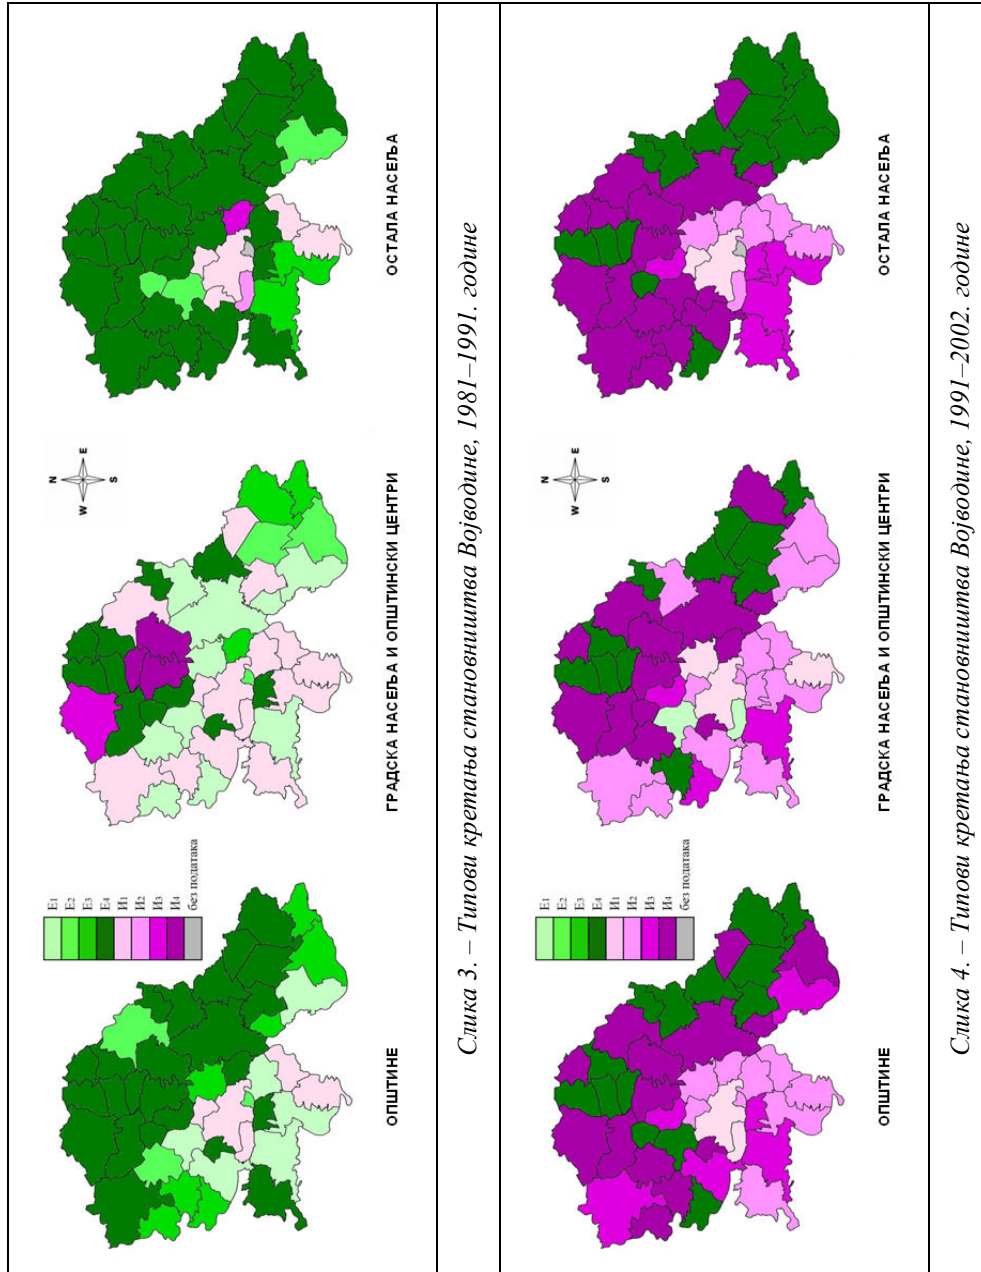 ОСТАЛА НАСЕЉА
N
W
E
S
ГРАДСКА НАСЕЉА И ОПШТИНСКИ ЦЕНТРИ
Е1
Е2
Е3
Е4
И1
И2
И3
И4
без података
ОПШТИНЕ
Слика 3. – Типови кретања становништва Војводине, 1981–1991. године
ОСТАЛА НАСЕЉА
N
W
E
S
ГРАДСКА НАСЕЉА И ОПШТИНСКИ ЦЕНТРИ
Е1
Е2
Е3
Е4
И1
И2
И3
И4
без података
ОПШТИНЕ
Слика 4. – Типови кретања становништва Војводине, 1991–2002. године